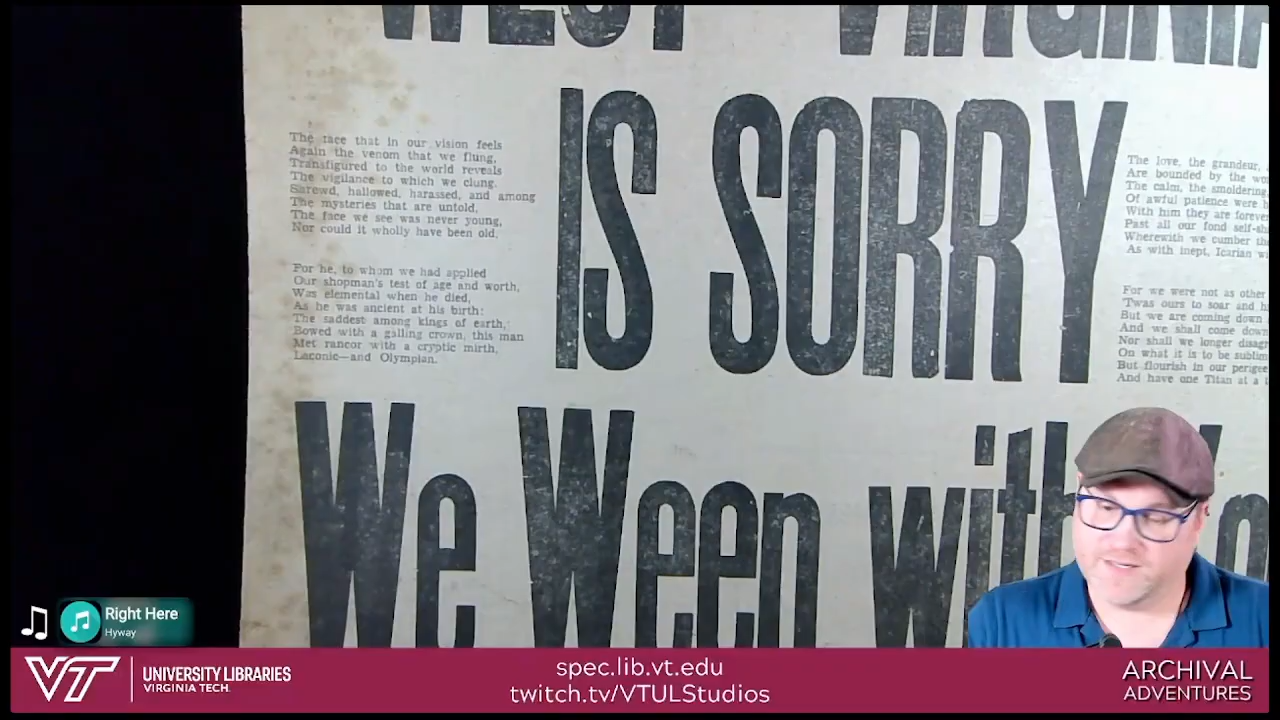 WEST VIRGINIA
IS SORRY
The face that in our vision feels
Again the venom that we flung,
Transfigured to the world reveals
The vigilance to which we clung.
Shrewd, hallowed, harassed, and among
The mysteries that are untold,
The face we see was never young,
Nor could it wholly have been old.
For he, to whom we had applied
Our shopman's test of age and worth,
Was elemental when he died,
As he was ancient at his birth:
The saddest among kings of earth,
Bowed with a galling crown, this man
Met rancor with a cryptic mirth,
Laconic—and Olympian.
The love, the grandeur,
Are bounded by the
The calm, the smoldering
Of awful patience were
With him they are forever
Past all our fond
Wherewith we cumber
As with inept, Icarian
For we were not as other
'Twas ours to soar and
But we are coming down
And we shall come down
Nor shall we longer
On what it is to be
But flourish in our perigee
And have one Titan at a
We Ween with
Right Here
Hyway
VT UNIVERSITY LIBRARIES
VIRGINIA TECH.
spec.lib.vt.edu
twitch.tv/VTULStudios
ARCHIVAL
ADVENTURES